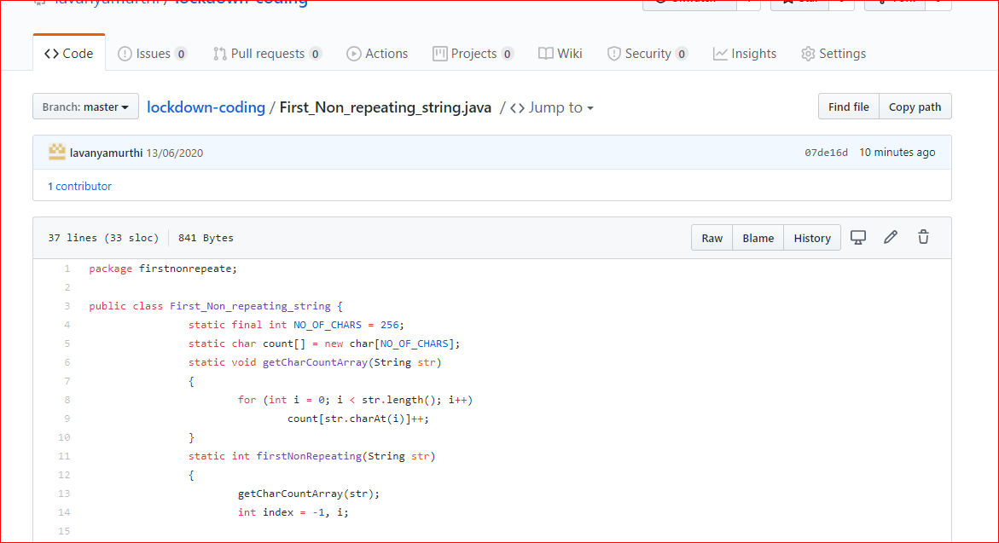 lavanyamurthi / lockdown-coding
Code Issues 0 Pull requests 0 Actions Projects 0 Wiki Security 0 Insights Settings
Branch: master lockdown-coding / First_Non_repeating_string.java / <> Jump to Find file Copy path
lavanyamurthi 13/06/2020 07de16d 10 minutes ago
1 contributor
37 lines (33 sloc) 841 Bytes Raw Blame History
1 package firstnonrepeate;
2
3 public class First_Non_repeating_string {
4 static final int NO_OF_CHARS = 256;
5 static char count[] = new char[NO_OF_CHARS];
6 static void getCharCountArray(String str)
7 {
8 for (int i = 0; i < str.length(); i++)
9 count[str.charAt(i)]++;
10 }
11 static int firstNonRepeating(String str)
12 {
13 getCharCountArray(str);
14 int index = -1, i;
15